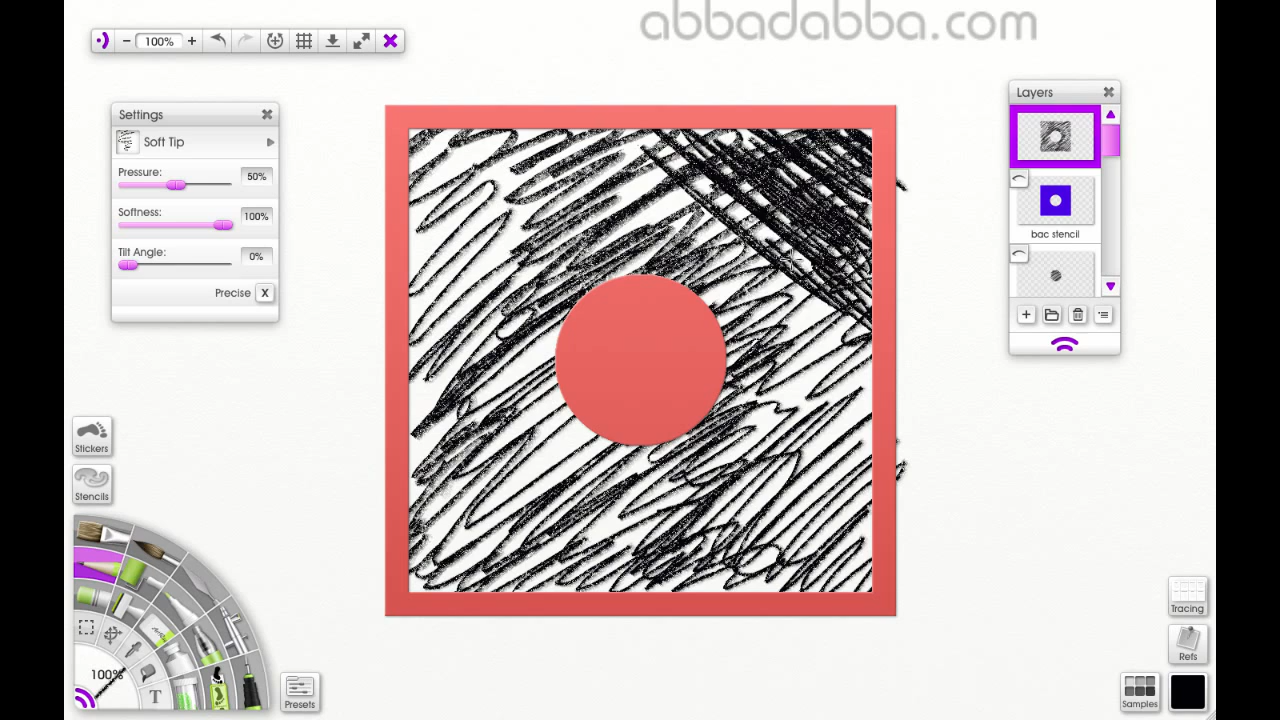 abbadabba.com
100%
Settings
Soft Tip
Pressure:
50%
Softness:
100%
Tilt Angle:
0%
Precise X
Layers
bac stencil
Stickers
Stencils
100%
T
Presets
Tracing
Refs
Samples